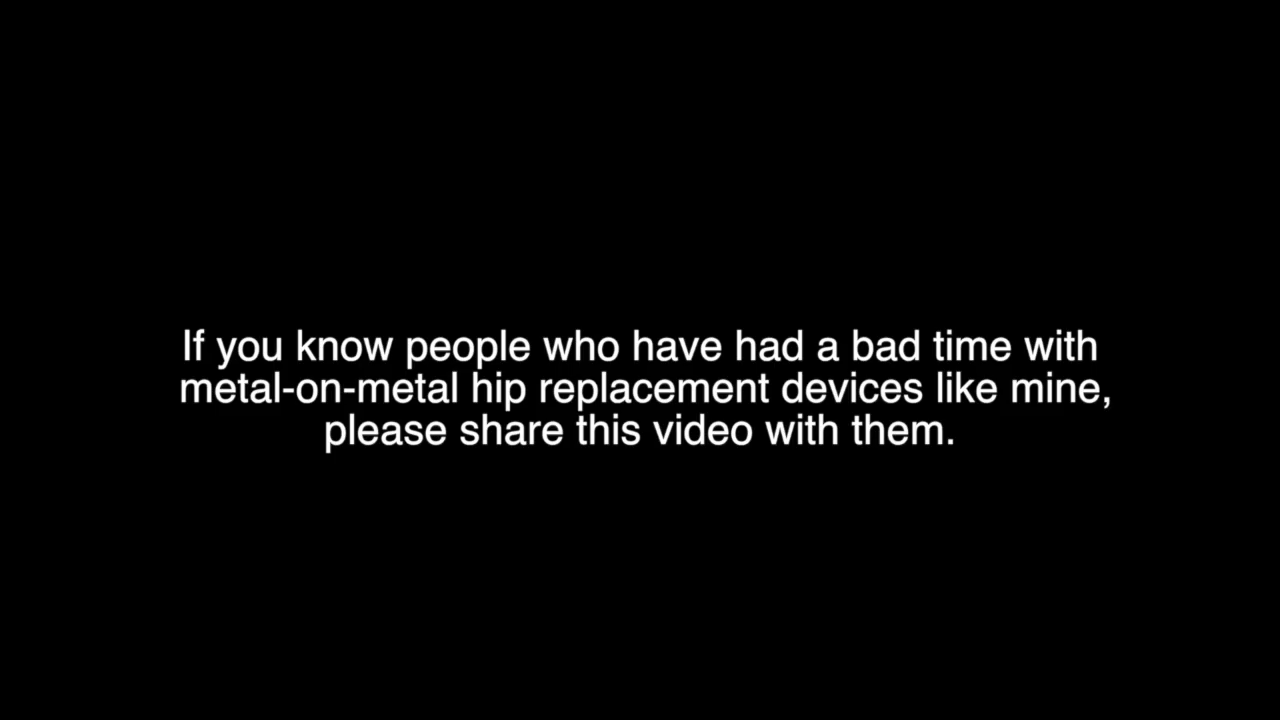 If you know people who have had a bad time with
metal-on-metal hip replacement devices like mine,
please share this video with them.